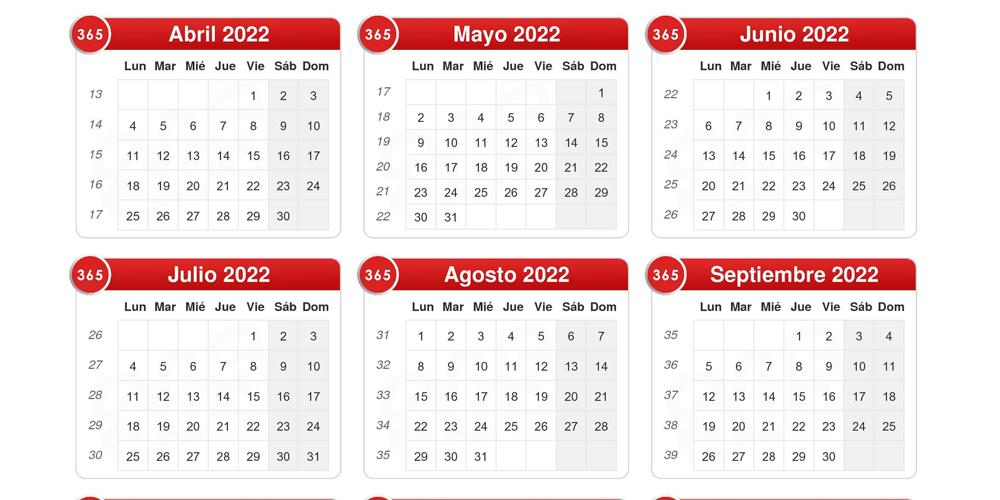 365 Abril 2022
Lun Mar Mié Jue Vie Sáb Dom
13 1 2 3
14 4 5 6 7 8 9 10
15 11 12 13 14 15 16 17
16 18 19 20 21 22 23 24
17 25 26 27 28 29 30
365 Mayo 2022
Lun Mar Mié Jue Vie Sáb Dom
17 1
18 2 3 4 5 6 7 8
19 9 10 11 12 13 14 15
20 16 17 18 19 20 21 22
21 23 24 25 26 27 28 29
22 30 31
365 Junio 2022
Lun Mar Mié Jue Vie Sáb Dom
22 1 2 3 4 5
23 6 7 8 9 10 11 12
24 13 14 15 16 17 18 19
25 20 21 22 23 24 25 26
26 27 28 29 30
365 Julio 2022
Lun Mar Mié Jue Vie Sáb Dom
26 1 2 3
27 4 5 6 7 8 9 10
28 11 12 13 14 15 16 17
29 18 19 20 21 22 23 24
30 25 26 27 28 29 30 31
365 Agosto 2022
Lun Mar Mié Jue Vie Sáb Dom
31 1 2 3 4 5 6 7
32 8 9 10 11 12 13 14
33 15 16 17 18 19 20 21
34 22 23 24 25 26 27 28
35 29 30 31
365 Septiembre 2022
Lun Mar Mié Jue Vie Sáb Dom
35 1 2 3 4
36 5 6 7 8 9 10 11
37 12 13 14 15 16 17 18
38 19 20 21 22 23 24 25
39 26 27 28 29 30